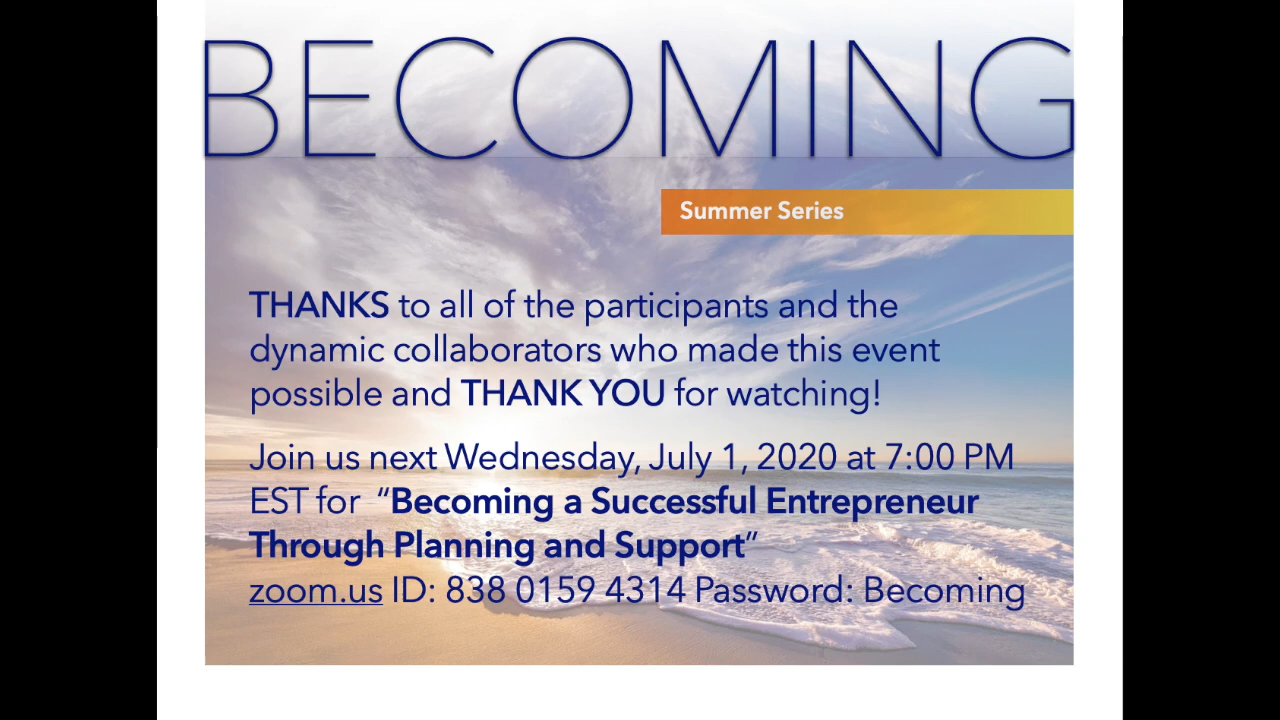 BECOMING
Summer Series
THANKS to all of the participants and the
dynamic collaborators who made this event
possible and THANK YOU for watching!
Join us next Wednesday, July 1, 2020 at 7:00 PM
EST for “Becoming a Successful Entrepreneur
Through Planning and Support”
zoom.us ID: 838 0159 4314 Password: Becoming